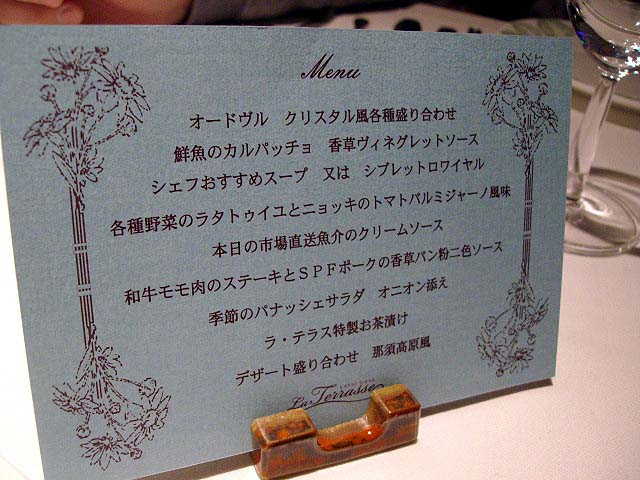 Menu
オードヴル クリスタル風各種盛り合わせ
鮮魚のカルパッチョ 香草ヴィネグレットソース
シェフおすすめスープ 又は シブレットロワイヤル
各種野菜のラタトゥイユとニョッキのトマトパルミジャーノ風味
本日の市場直送魚介のクリームソース
和牛モモ肉のステーキとSPFポークの香草パン粉二色ソース
季節のパナッシェサラダ オニオン添え
ラ・テラス特製お茶漬け
デザート盛り合わせ 那須高原風
La Terrasse